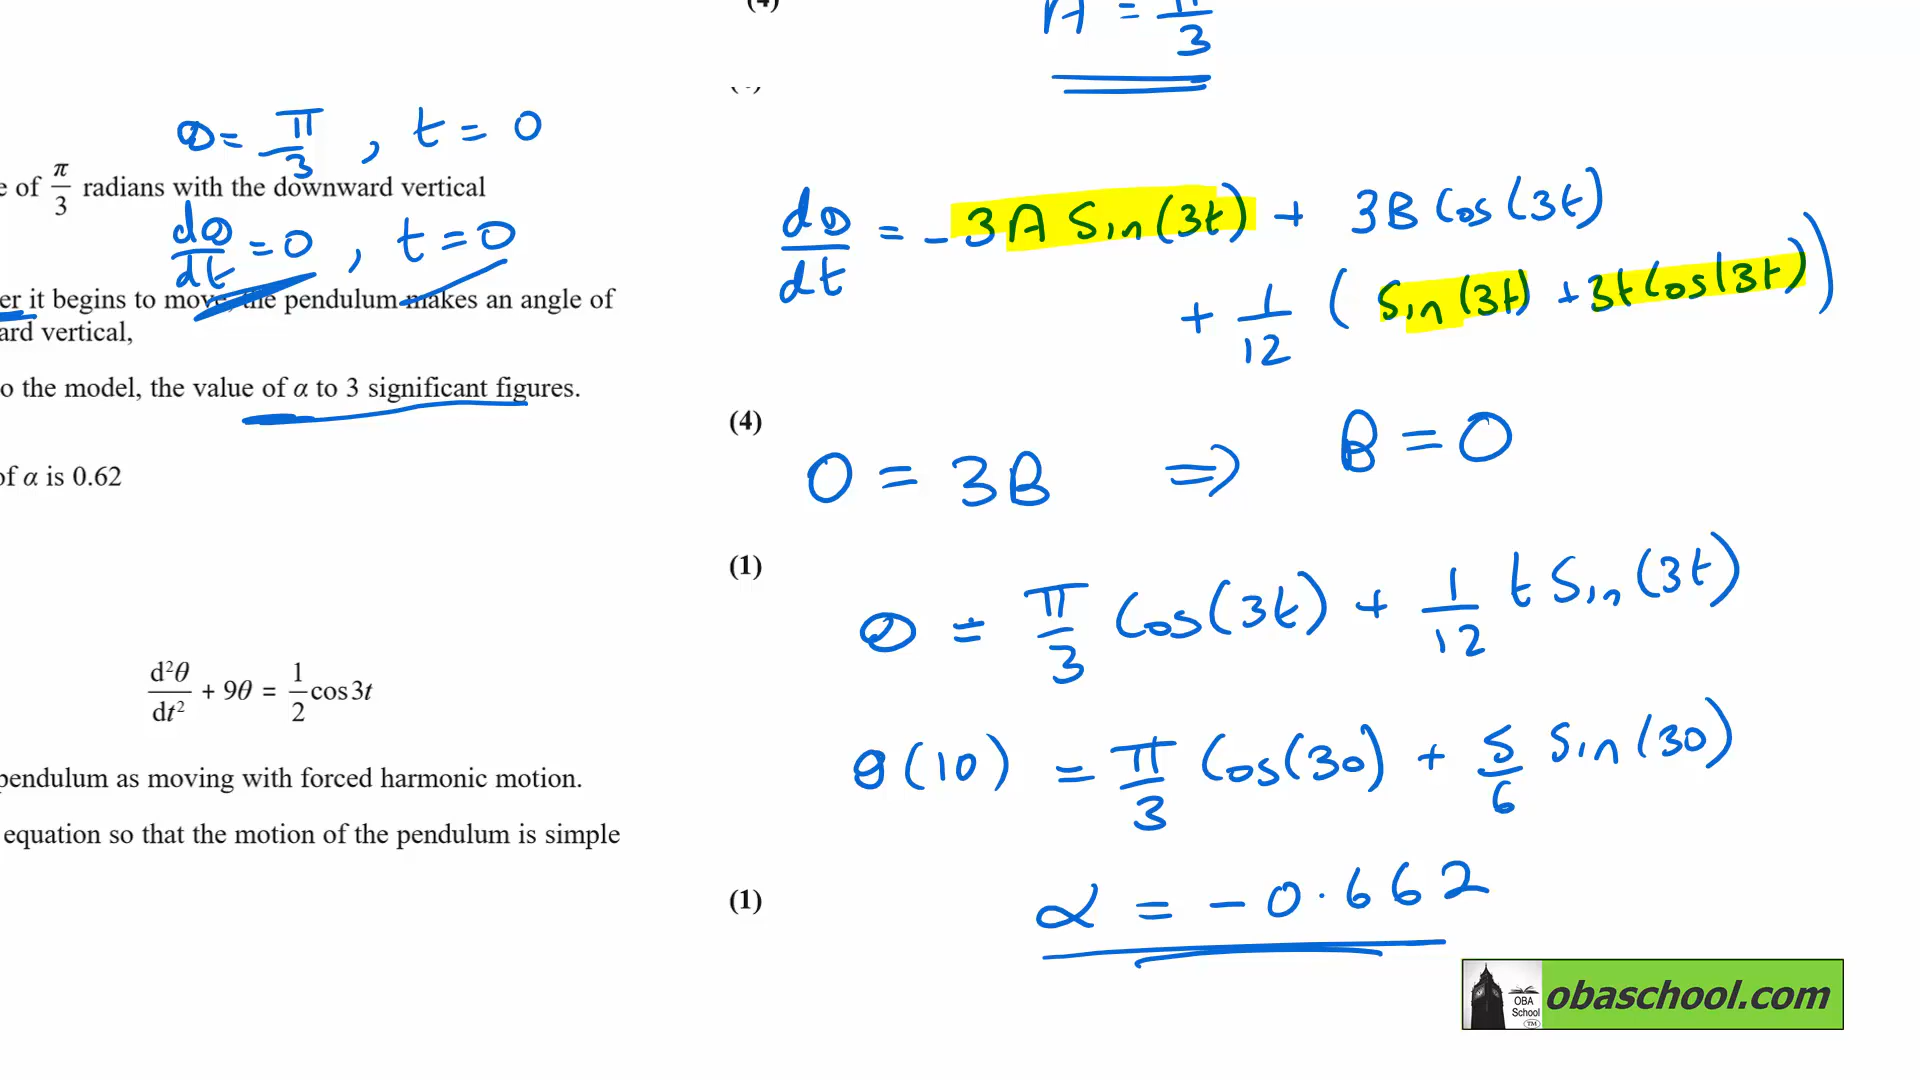 (4)
A = π/3
θ = π/3 , t = 0
e of π/3 radians with the downward vertical
dθ/dt = 0 , t = 0
er it begins to move, the pendulum makes an angle of
ard vertical,
o the model, the value of α to 3 significant figures.
(4)
of α is 0.62
(1)
d²θ/dt² + 9θ = 1/2 cos 3t
pendulum as moving with forced harmonic motion.
equation so that the motion of the pendulum is simple
(1)
dθ/dt = -3A Sin(3t) + 3B Cos(3t)
+ 1/12 ( Sin(3t) + 3t Cos(3t) )
0 = 3B ⇒ B = 0
θ = π/3 Cos(3t) + 1/12 t Sin(3t)
θ(10) = π/3 Cos(30) + 5/6 Sin(30)
α = -0.662
OBA
School
TM
obaschool.com